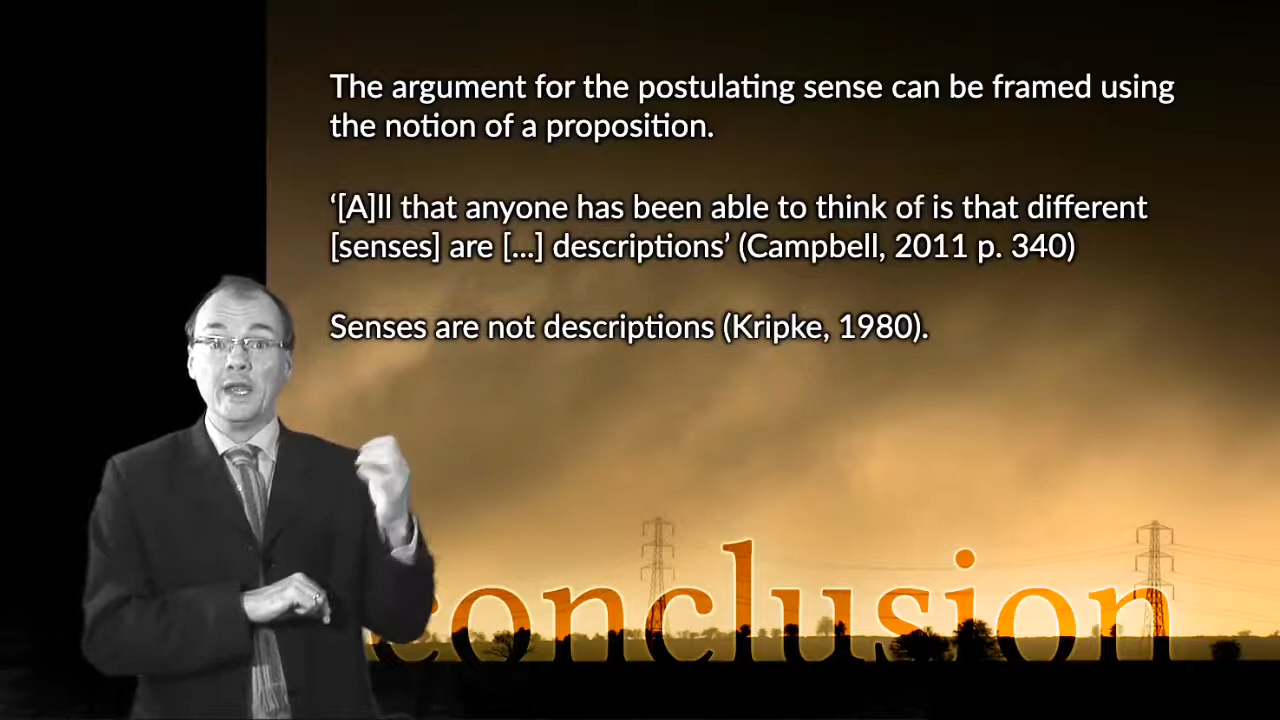 The argument for the postulating sense can be framed using
the notion of a proposition.
‘[A]ll that anyone has been able to think of is that different
[senses] are [...] descriptions’ (Campbell, 2011 p. 340)
Senses are not descriptions (Kripke, 1980).
conclusion